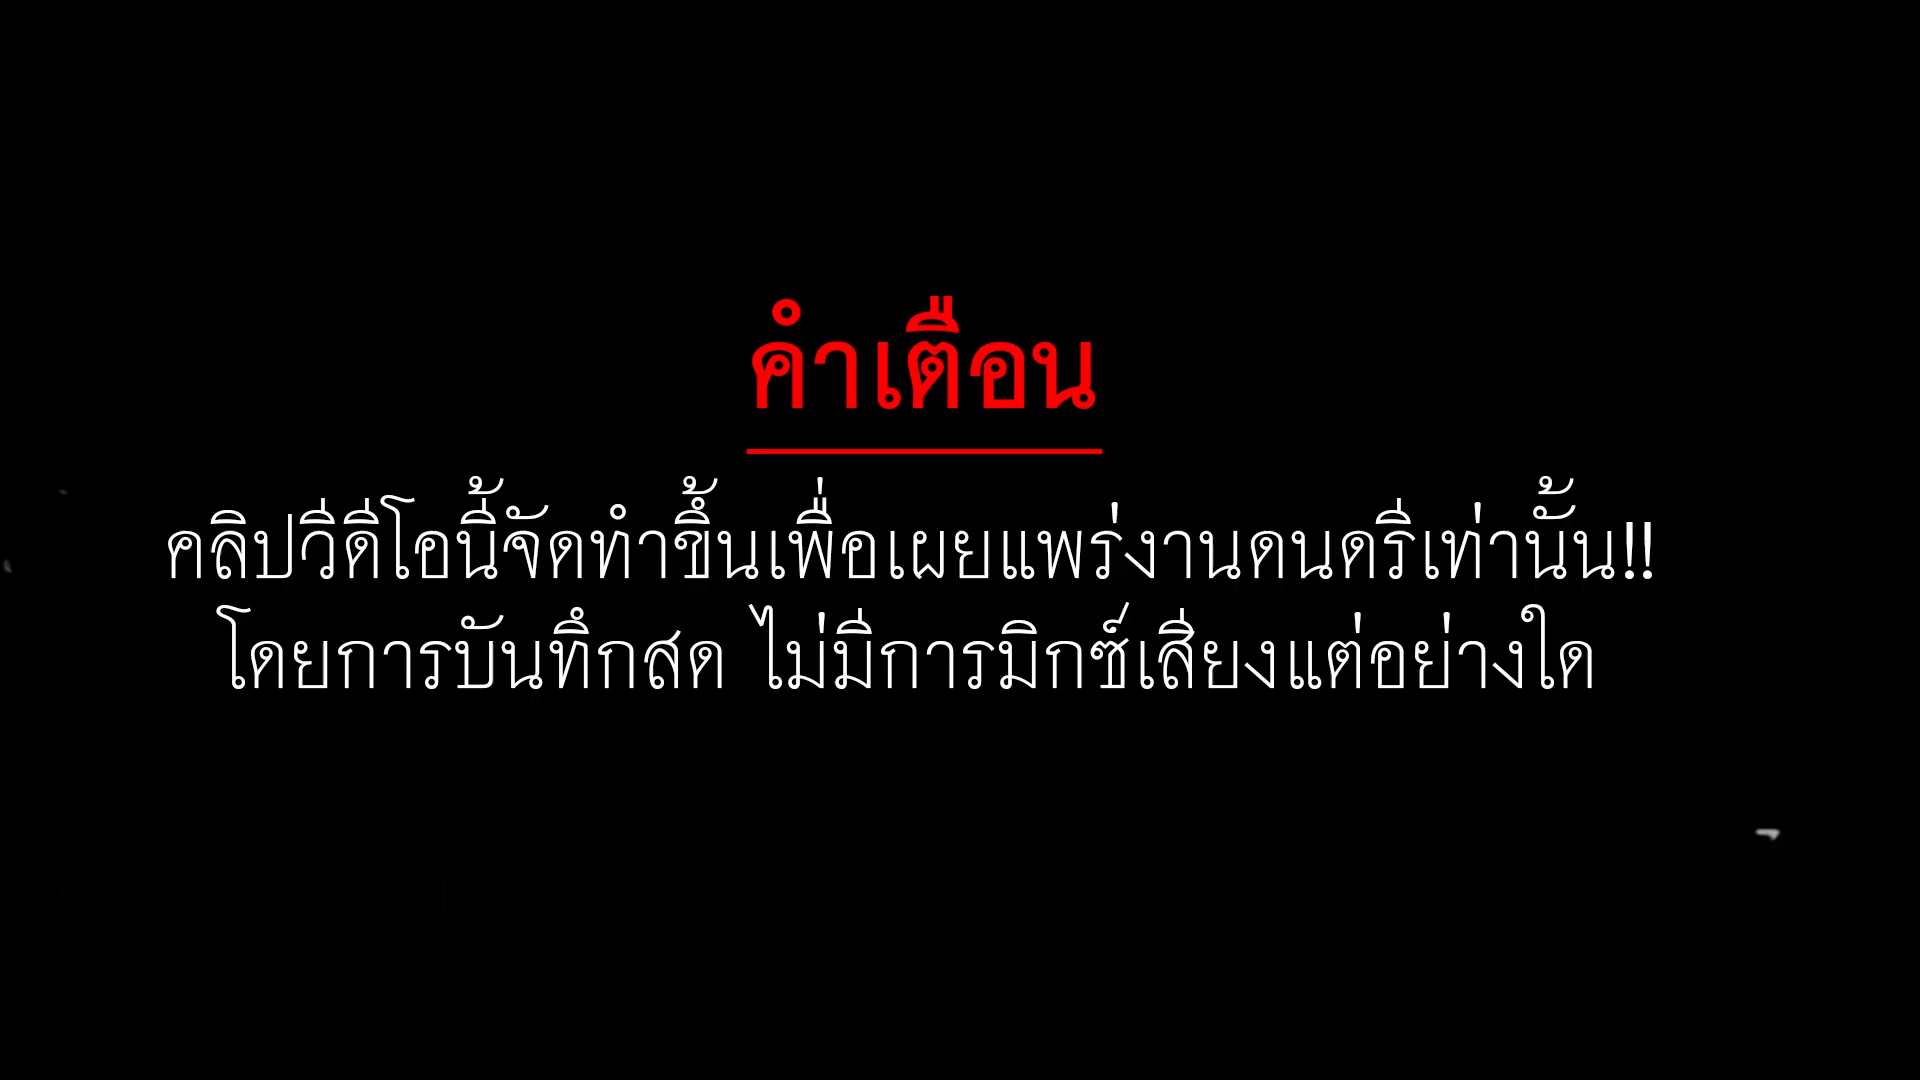 คำเตือน
คลิปวีดีโอนี้จัดทำขึ้นเพื่อเผยแพร่งานดนตรีเท่านั้น!!
โดยการบันทึกสด ไม่มีการมิกซ์เสียงแต่อย่างใด